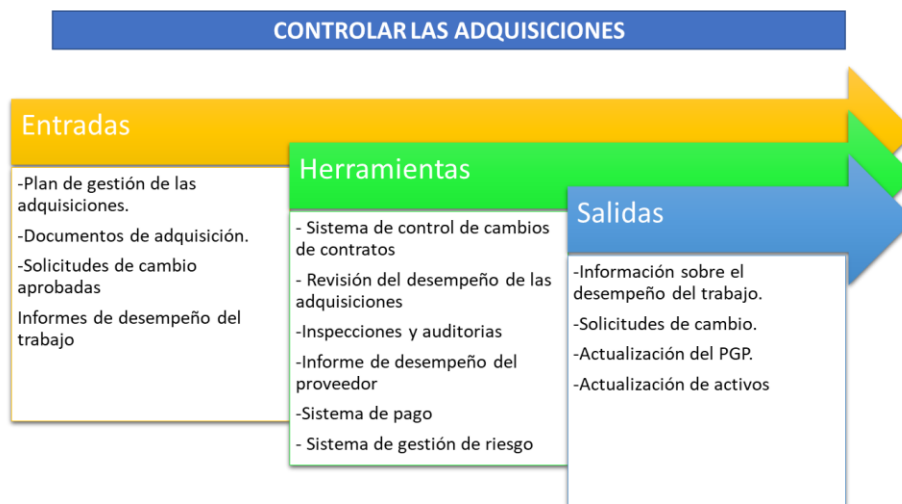 CONTROLAR LAS ADQUISICIONES
Entradas
-Plan de gestión de las
adquisiciones.
-Documentos de adquisición.
-Solicitudes de cambio
aprobadas
Informes de desempeño del
trabajo
Herramientas
- Sistema de control de cambios
de contratos
- Revisión del desempeño de las
adquisiciones
-Inspecciones y auditorias
-Informe de desempeño del
proveedor
-Sistema de pago
- Sistema de gestión de riesgo
Salidas
-Información sobre el
desempeño del trabajo.
-Solicitudes de cambio.
-Actualización del PGP.
-Actualización de activos